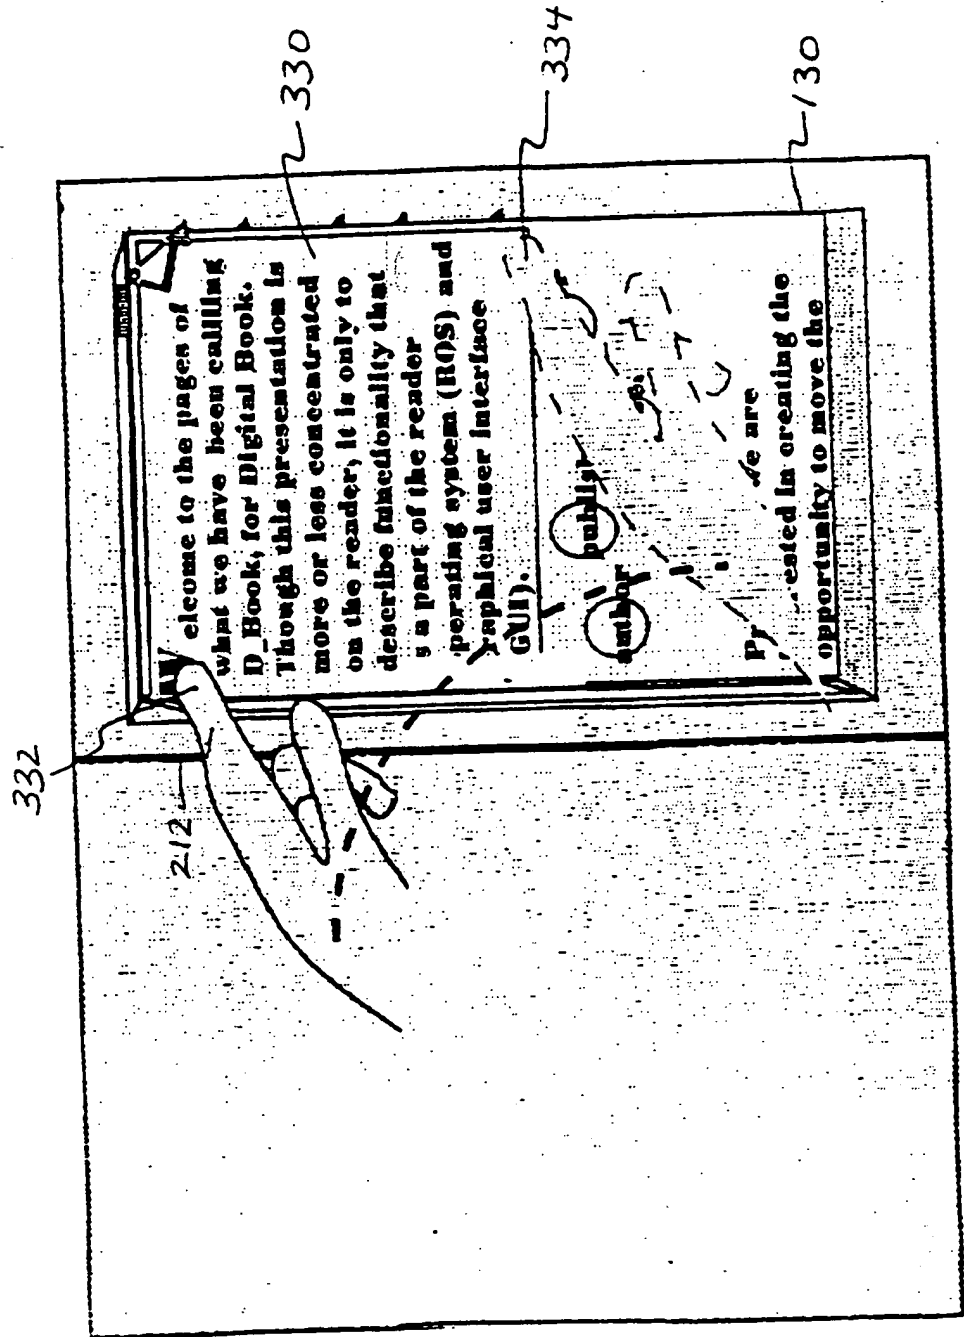 332
212
330
334
130
elcome to the pages of
what we have been callling
D_Book, for Digital Book.
Though this presentation is
more or less concentrated
on the reader, it is only to
describe functionality that
s a part of the reader
perating system (ROS) and
raphical user interface
GUI).
author publis
e are
ested in creating the
opportunity to move the